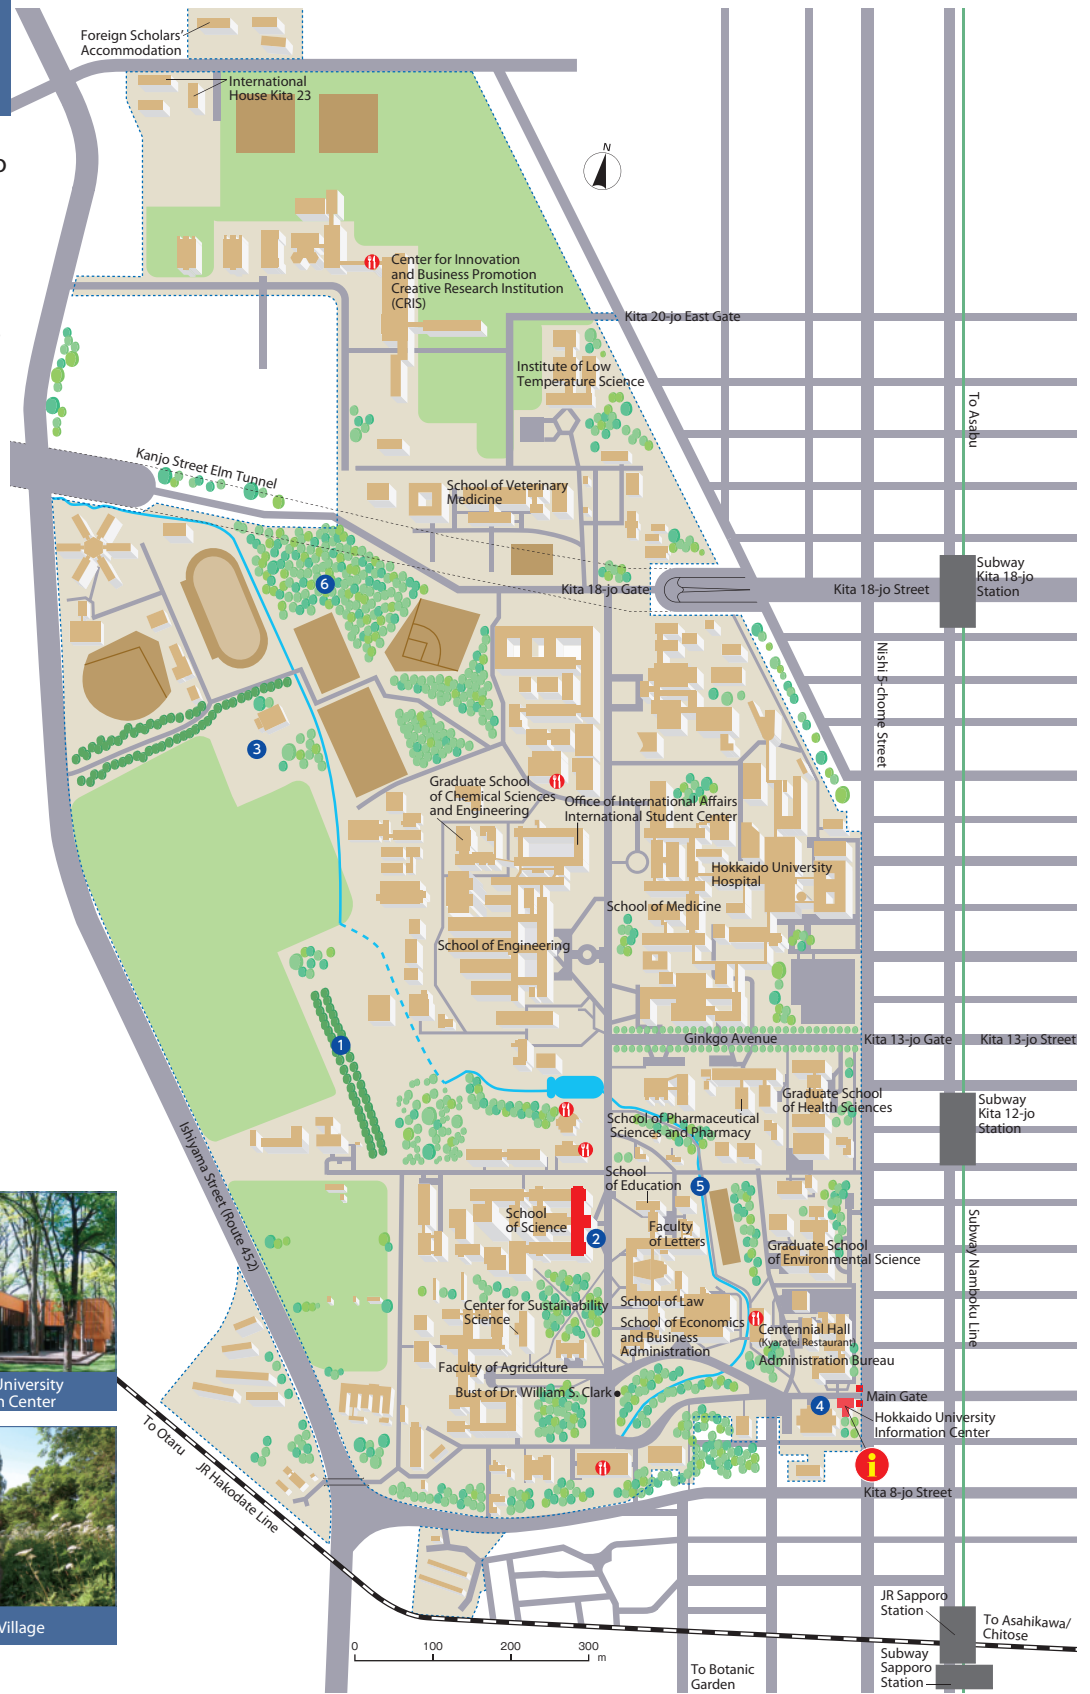 Foreign Scholars'
Accommodation
International
House Kita 23
N
Center for Innovation
and Business Promotion
Creative Research Institution
(CRIS)
Kita 20-jo East Gate
Institute of Low
Temperature Science
To Asabu
Kanjo Street Elm Tunnel
School of Veterinary
Medicine
Subway
Kita 18-jo
Station
6
Kita 18-jo Gate
Kita 18-jo Street
Nishi 5-chome Street
3
Graduate School
of Chemical Sciences
and Engineering
Office of International Affairs
International Student Center
Hokkaido University
Hospital
School of Medicine
School of Engineering
1
Ginkgo Avenue
Kita 13-jo Gate
Kita 13-jo Street
Graduate School
of Health Sciences
Subway
Kita 12-jo
Station
School of Pharmaceutical
Sciences and Pharmacy
Ishiyama Street (Route 452)
School
of Education
5
School
of Science
2
Faculty
of Letters
Graduate School
of Environmental Science
Subway Namboku Line
Center for Sustainability
Science
School of Law
School of Economics
and Business
Administration
Centennial Hall
(Kyaratel Restaurant)
Administration Bureau
Faculty of Agriculture
Bust of Dr. William S. Clark
4
Main Gate
Hokkaido University
Information Center
i
Kita 8-jo Street
University
n Center
To Otaru
JR Hakodate Line
Village
JR Sapporo
Station
To Asahikawa/
Chitose
Subway
Sapporo
Station
To Botanic
Garden
0 100 200 300
m